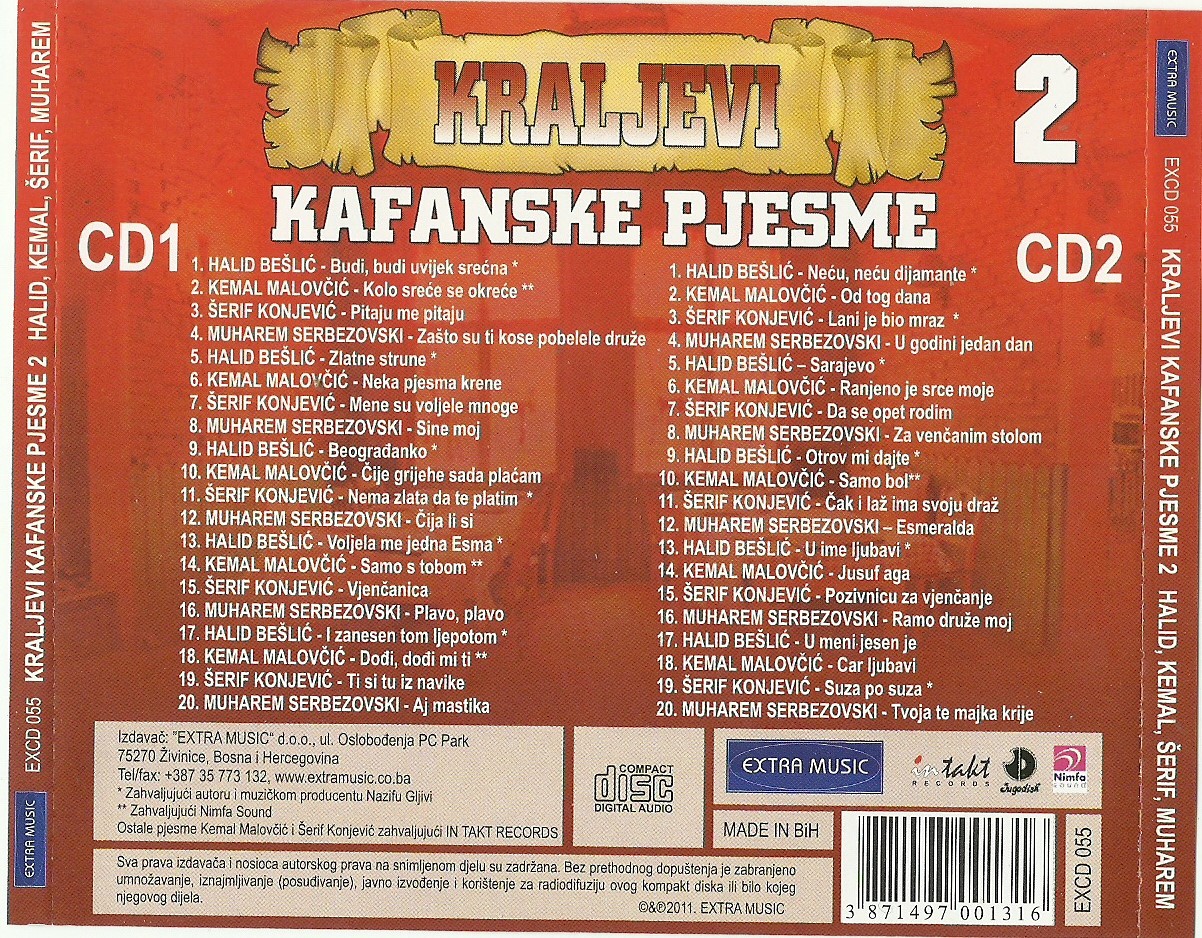 KRALJEVI
2
KAFANSKE PJESME
CD1
1. HALID BEŠLIĆ - Budi, budi uvijek srećna *
2. KEMAL MALOVČIĆ - Kolo sreće se okreće **
3. ŠERIF KONJEVIĆ - Pitaju me pitaju
4. MUHAREM SERBEZOVSKI - Zašto su ti kose pobelele druže
5. HALID BEŠLIĆ - Zlatne strune *
6. KEMAL MALOVČIĆ - Neka pjesma krene
7. ŠERIF KONJEVIĆ - Mene su voljele mnoge
8. MUHAREM SERBEZOVSKI - Sine moj
9. HALID BEŠLIĆ - Beograđanko *
10. KEMAL MALOVČIĆ - Čije grijehe sada plaćam
11. ŠERIF KONJEVIĆ - Nema zlata da te platim *
12. MUHAREM SERBEZOVSKI - Čija li si
13. HALID BEŠLIĆ - Voljela me jedna Esma *
14. KEMAL MALOVČIĆ - Samo s tobom **
15. ŠERIF KONJEVIĆ - Vjenčanica
16. MUHAREM SERBEZOVSKI - Plavo, plavo
17. HALID BEŠLIĆ - I zanesen tom ljepotom *
18. KEMAL MALOVČIĆ - Dođi, dođi mi ti **
19. ŠERIF KONJEVIĆ - Ti si tu iz navike
20. MUHAREM SERBEZOVSKI - Aj mastika
CD2
1. HALID BEŠLIĆ - Neću, neću dijamante *
2. KEMAL MALOVČIĆ - Od tog dana
3. ŠERIF KONJEVIĆ - Lani je bio mraz *
4. MUHAREM SERBEZOVSKI - U godini jedan dan
5. HALID BEŠLIĆ – Sarajevo *
6. KEMAL MALOVČIĆ - Ranjeno je srce moje
7. ŠERIF KONJEVIĆ - Da se opet rodim
8. MUHAREM SERBEZOVSKI - Za venčanim stolom
9. HALID BEŠLIĆ - Otrov mi dajte *
10. KEMAL MALOVČIĆ - Samo bol**
11. ŠERIF KONJEVIĆ - Čak i laž ima svoju draž
12. MUHAREM SERBEZOVSKI – Esmeralda
13. HALID BEŠLIĆ - U ime ljubavi *
14. KEMAL MALOVČIĆ - Jusuf aga
15. ŠERIF KONJEVIĆ - Pozivnicu za vjenčanje
16. MUHAREM SERBEZOVSKI - Ramo druže moj
17. HALID BEŠLIĆ - U meni jesen je
18. KEMAL MALOVČIĆ - Car ljubavi
19. ŠERIF KONJEVIĆ - Suza po suza *
20. MUHAREM SERBEZOVSKI - Tvoja te majka krije
Izdavač: "EXTRA MUSIC" d.o.o., ul. Oslobođenja PC Park
75270 Živinice, Bosna i Hercegovina
Tel/fax: +387 35 773 132, www.extramusic.co.ba
* Zahvaljujući autoru i muzičkom producentu Nazifu Gljivi
** Zahvaljujući Nimfa Sound
Ostale pjesme Kemal Malovčić i Šerif Konjević zahvaljujući IN TAKT RECORDS
COMPACT
disc
DIGITAL AUDIO
EXTRA MUSIC
in takt
RECORDS
Jugodisk
Nimfa
sound
MADE IN BiH
Sva prava izdavača i nosioca autorskog prava na snimljenom djelu su zadržana. Bez prethodnog dopuštenja je zabranjeno
umnožavanje, iznajmljivanje (posuđivanje), javno izvođenje i korištenje za radiodifuziju ovog kompakt diska ili bilo kojeg
njegovog dijela.
©&℗2011. EXTRA MUSIC
3 871497 001316
EXCD 055
EXTRA MUSIC
EXCD 055 KRALJEVI KAFANSKE PJESME 2 HALID, KEMAL, ŠERIF, MUHAREM
EXTRA MUSIC
EXCD 055 KRALJEVI KAFANSKE PJESME 2 HALID, KEMAL, ŠERIF, MUHAREM